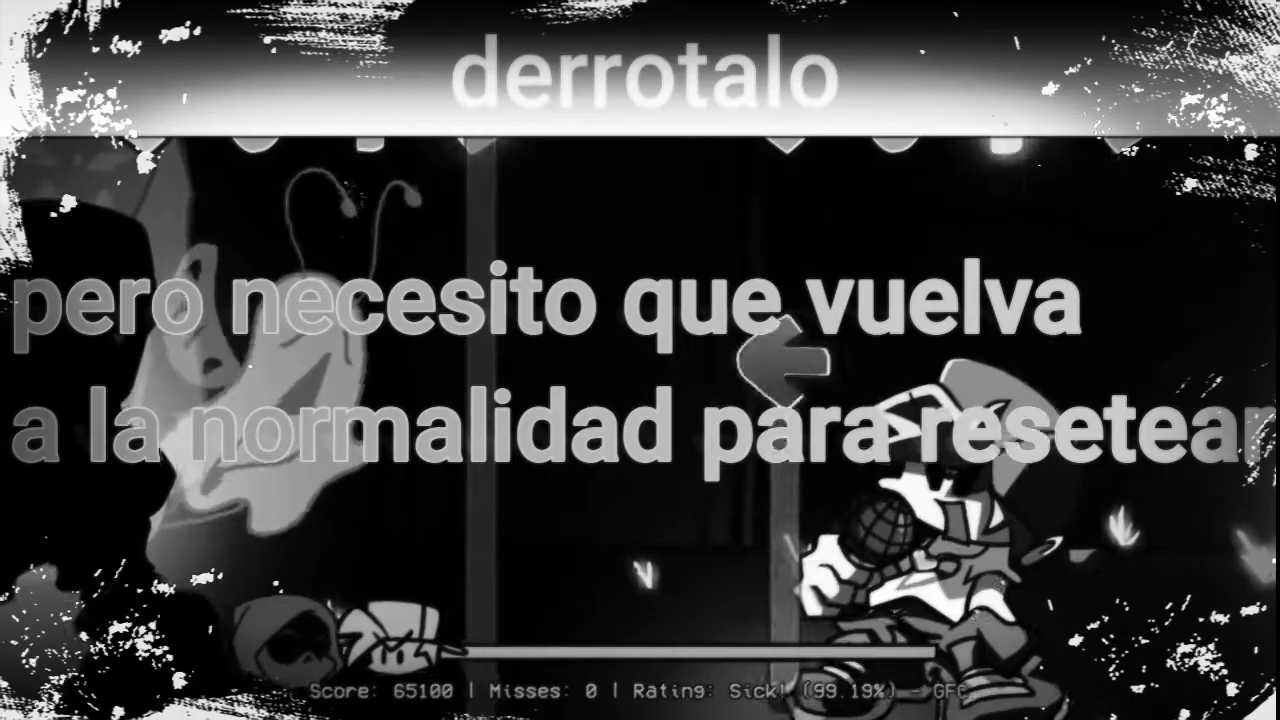 derrotalo
pero necesito que vuelva
a la normalidad para resetear
Score: 65100 | Misses: 0 | Rating: Sick! (99.19%) - GFC